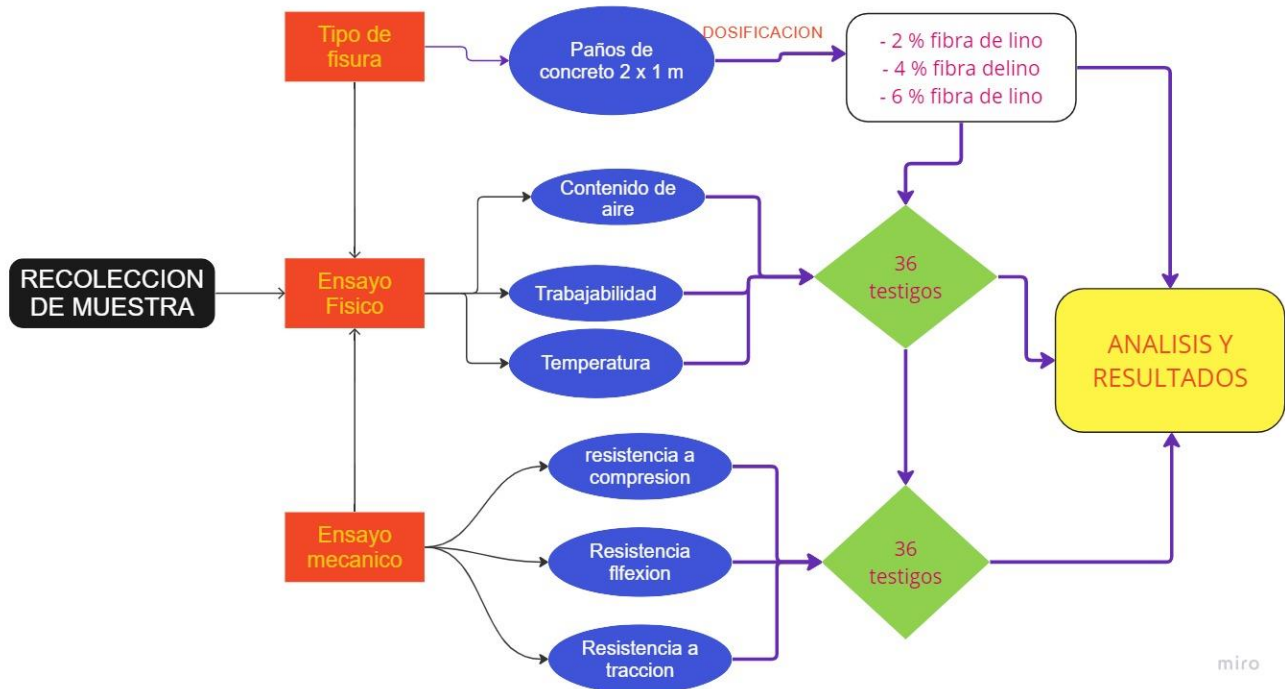 Tipo de
fisura
Paños de
concreto 2 x 1 m
DOSIFICACION
- 2 % fibra de lino
- 4 % fibra delino
- 6 % fibra de lino
RECOLECCION
DE MUESTRA
Ensayo
Fisico
Contenido de
aire
Trabajabilidad
Temperatura
36
testigos
ANALISIS Y
RESULTADOS
Ensayo
mecanico
resistencia a
compresion
Resistencia
flfexion
Resistencia a
traccion
36
testigos
miro